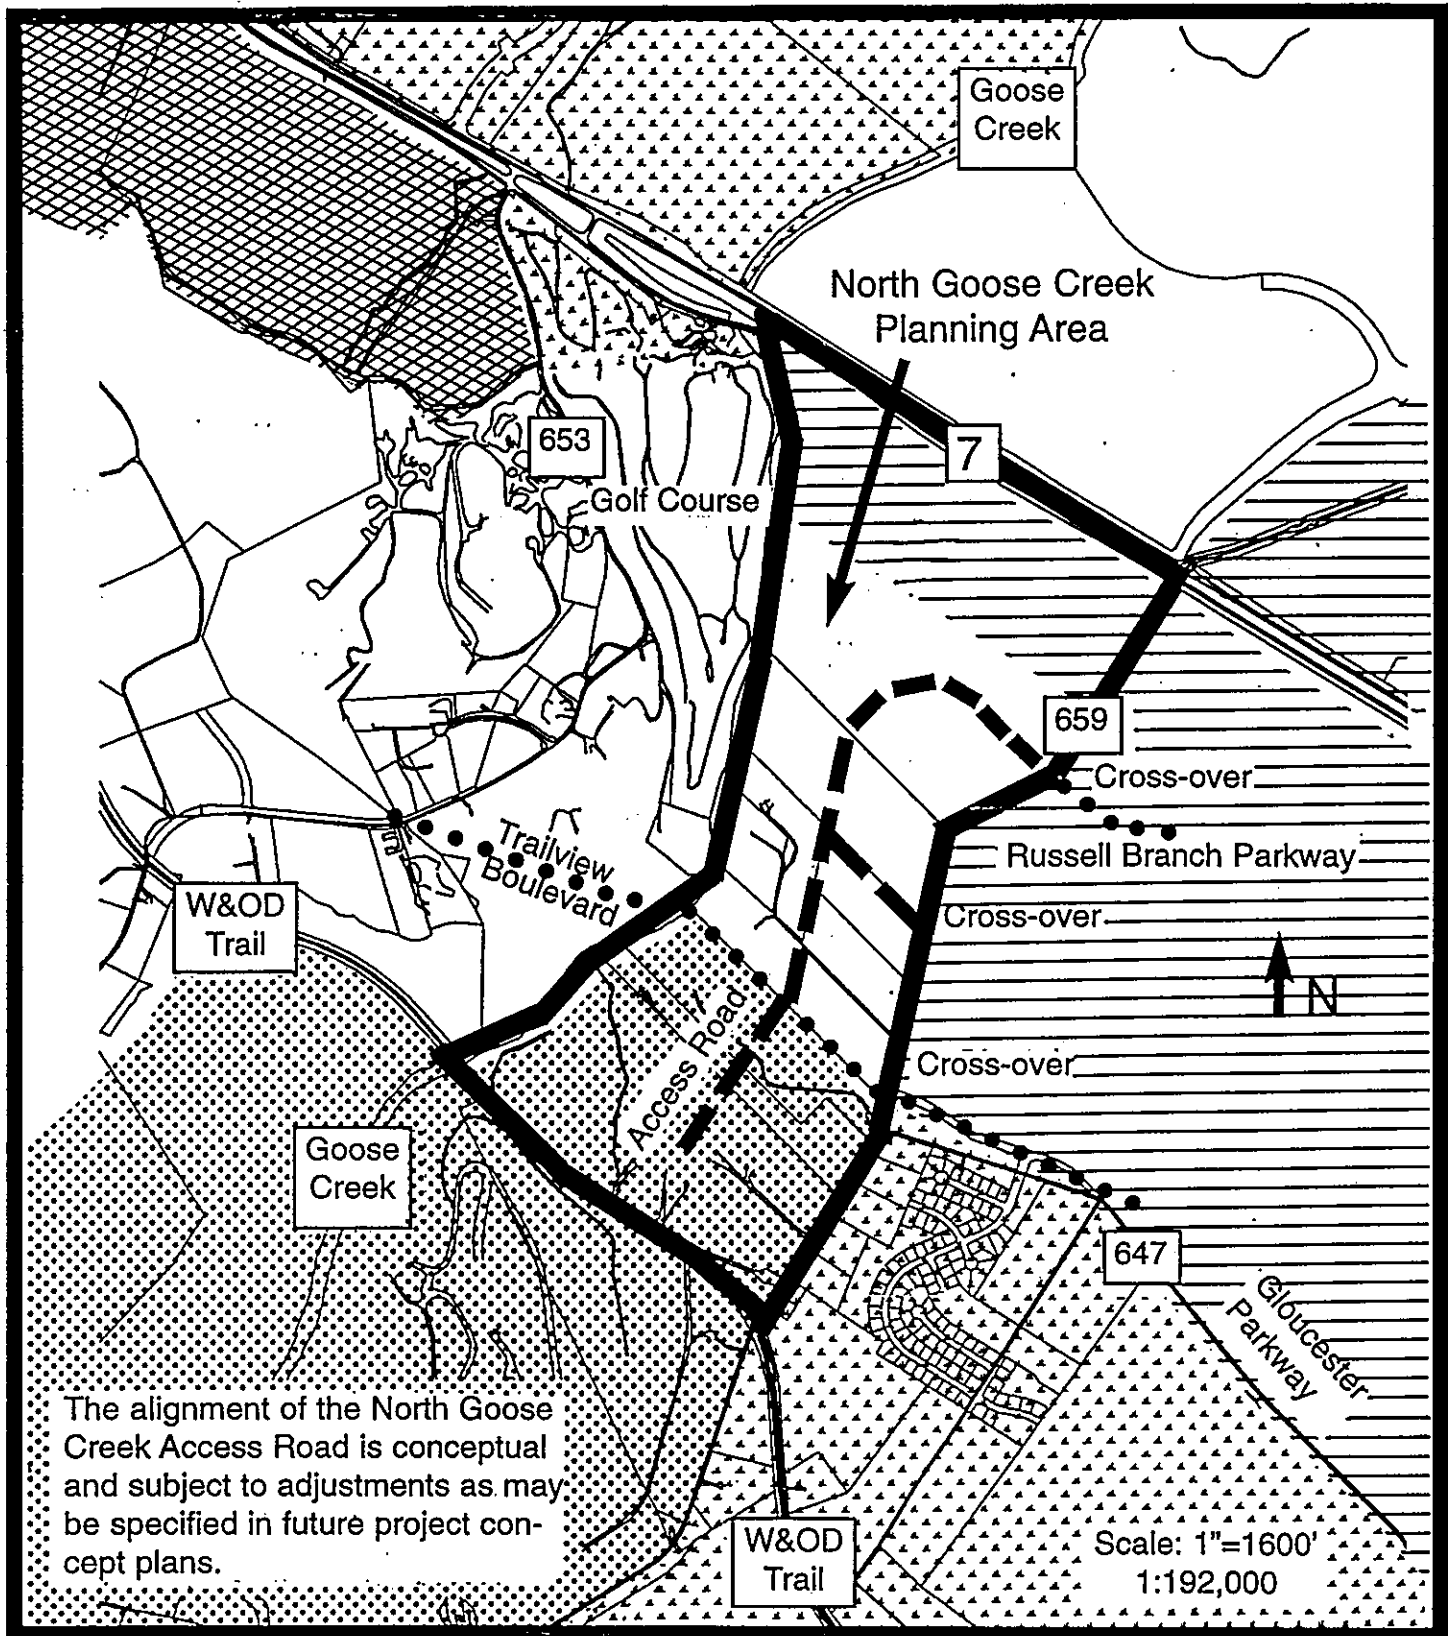 Goose
Creek
North Goose Creek
Planning Area
653
7
Golf Course
659
Cross-over
Trailview
Boulevard
Russell Branch Parkway
W&OD
Trail
Cross-over
N
Access Road
Cross-over
Goose
Creek
647
Gloucester
Parkway
The alignment of the North Goose
Creek Access Road is conceptual
and subject to adjustments as may
be specified in future project con-
cept plans.
W&OD
Trail
Scale: 1"=1600'
1:192,000